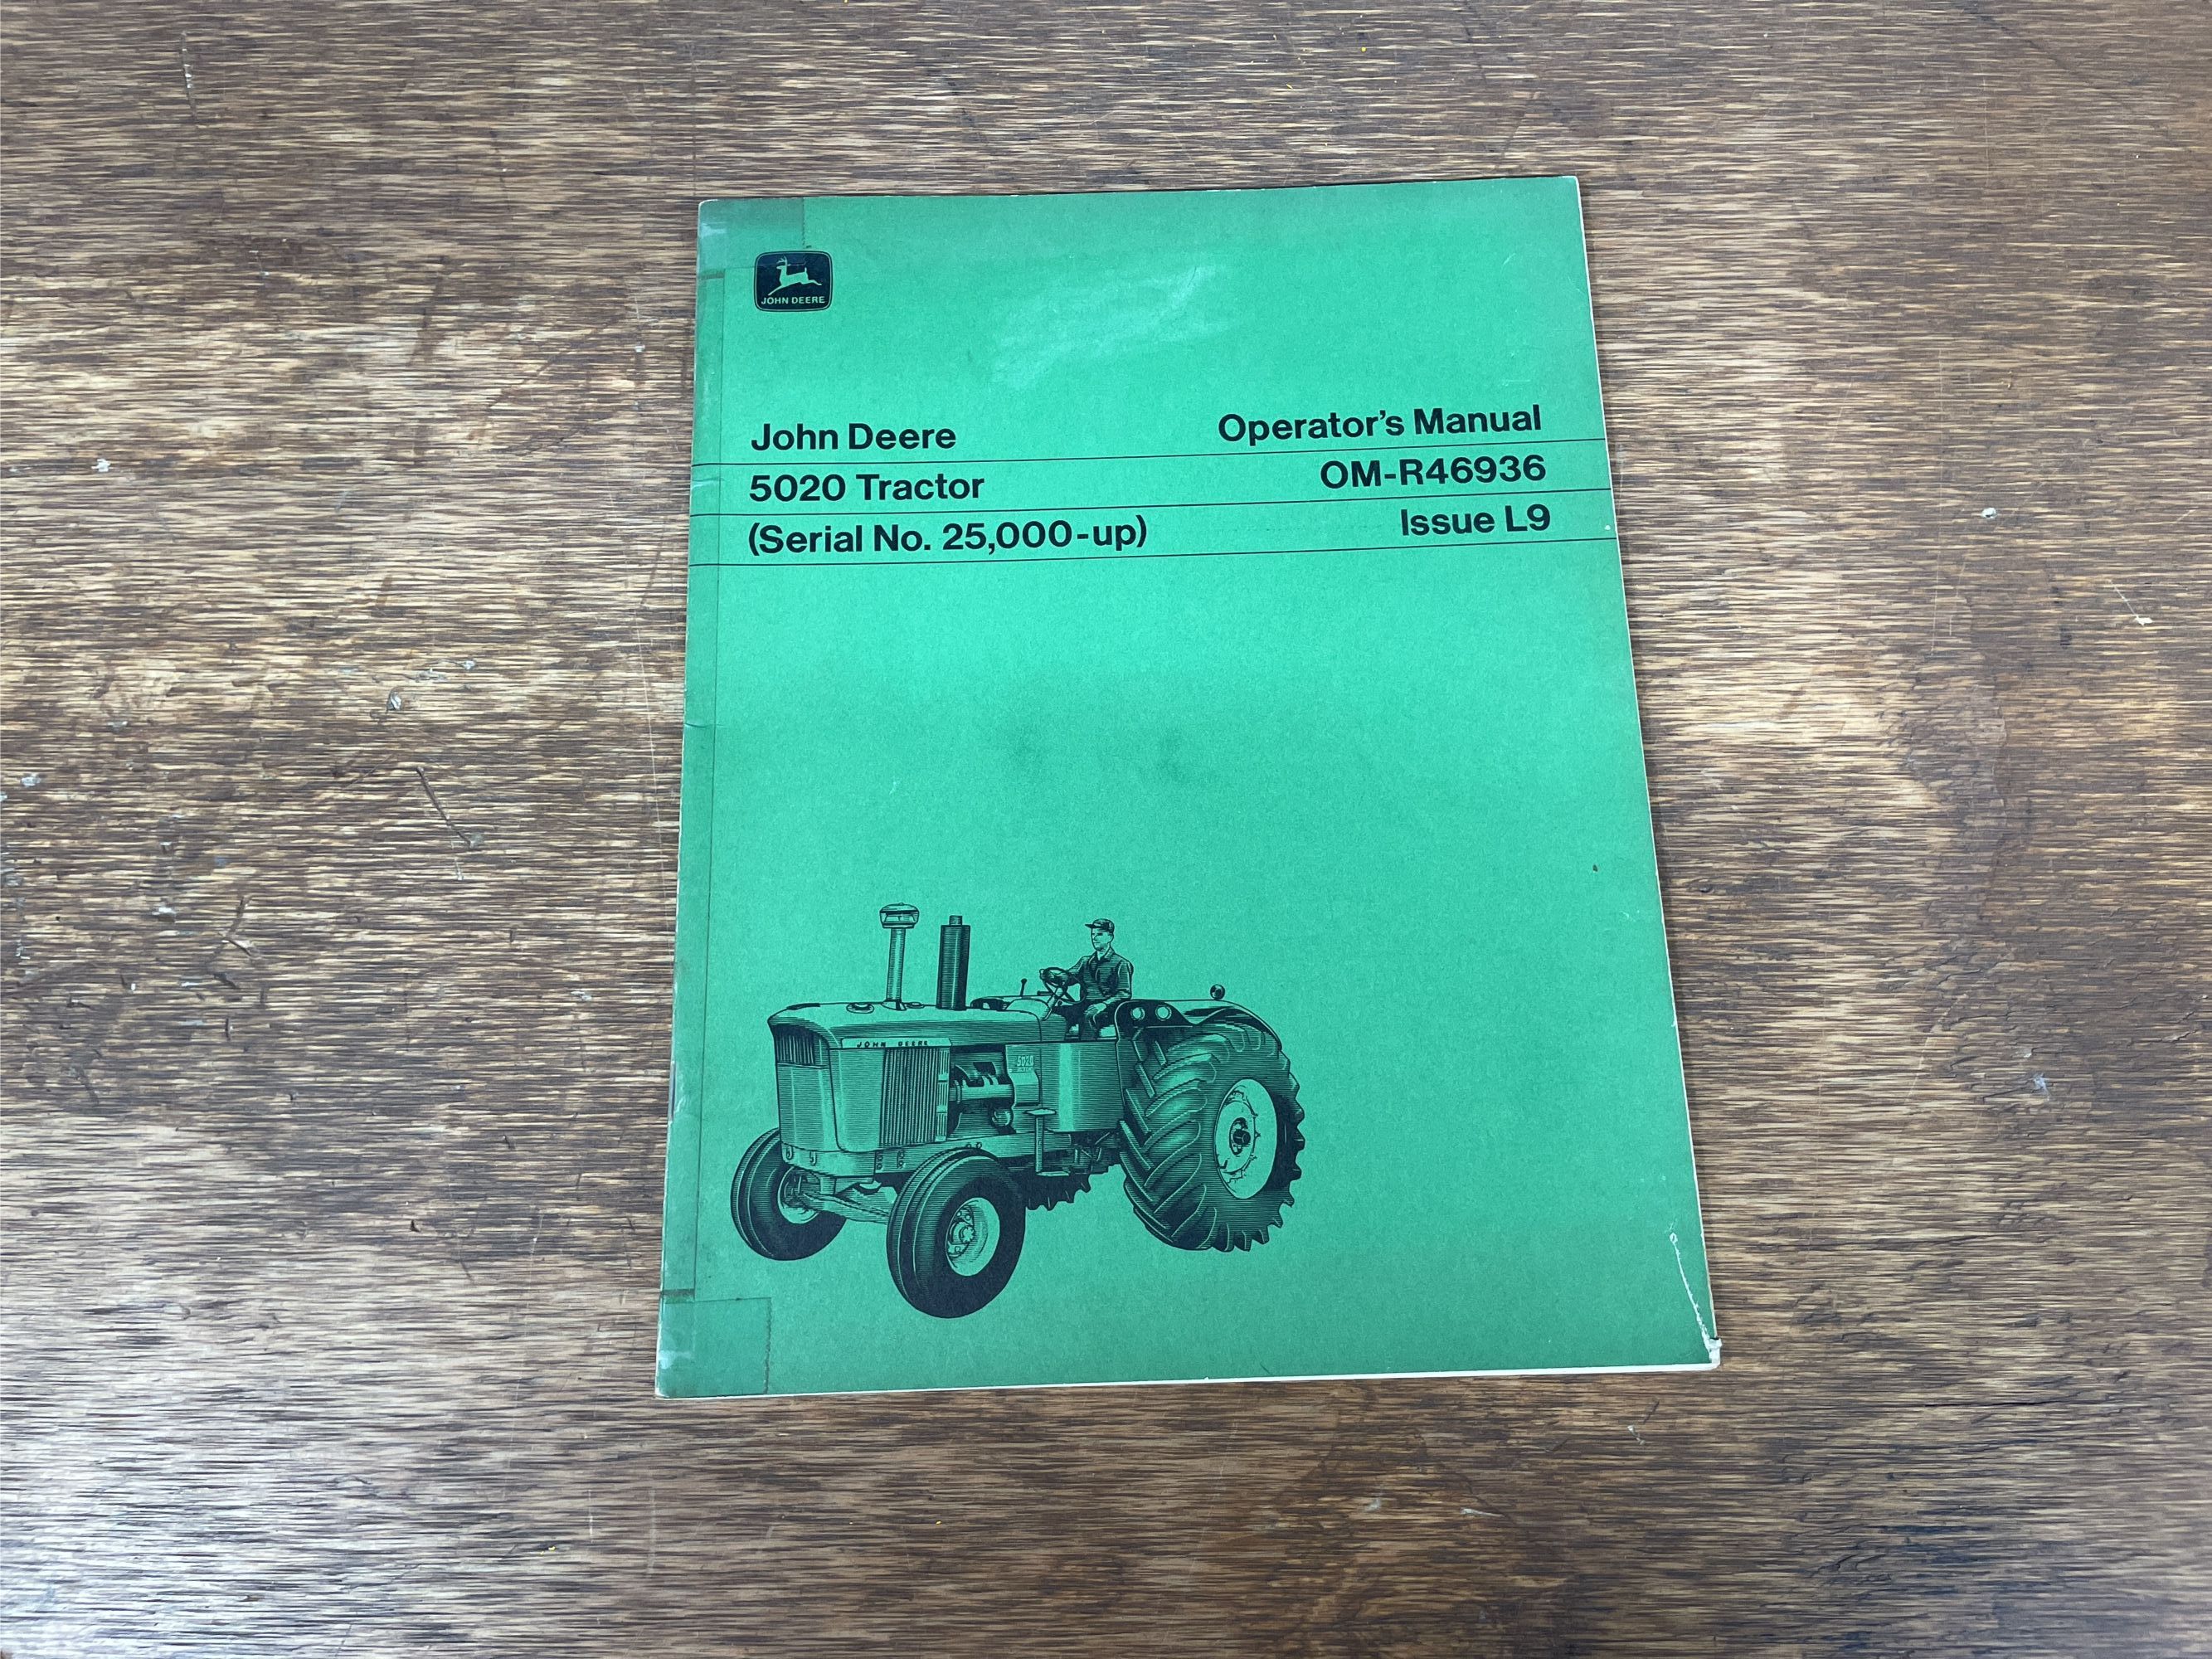 JOHN DEERE
John Deere Operator's Manual
5020 Tractor OM-R46936
(Serial No. 25,000-up) Issue L9
JOHN DEERE
5020